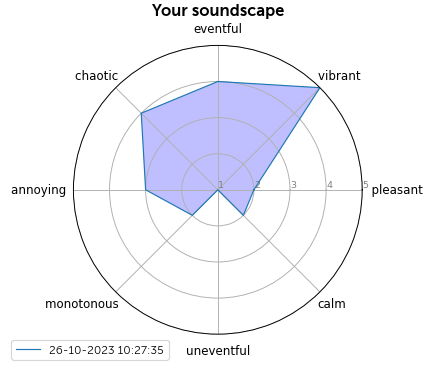 Your soundscape
eventful
chaotic
vibrant
annoying
1 2 3 4 5
pleasant
monotonous
calm
uneventful
26-10-2023 10:27:35